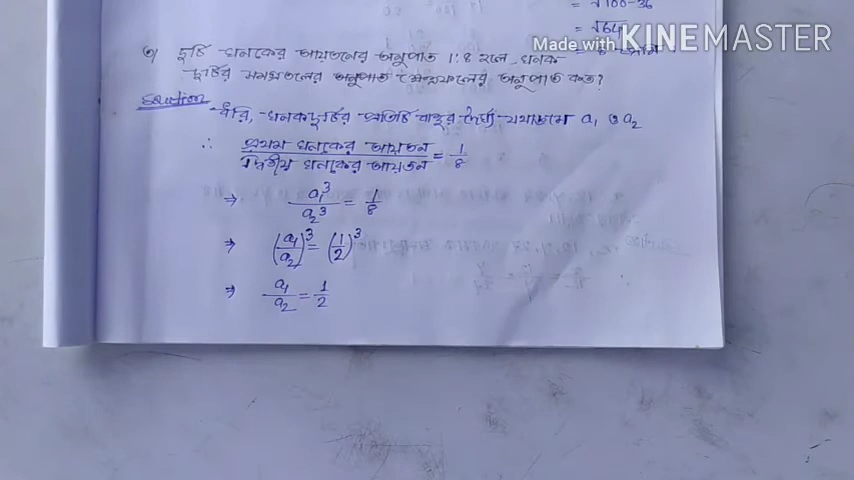 = √100-36
= √64
Made with KINEMASTER
৩) দুটি ঘনকের আয়তনের অনুপাত 1:8 হলে ঘনক
দুটির সমগ্রতলের অনুপাত ক্ষেত্রফলের অনুপাত কত?
Solution
ধরি, ঘনকদুটির প্রতিটি বাহুর দৈর্ঘ্য যথাক্রমে a₁ ও a₂
∴ প্রথম ঘনকের আয়তন / দ্বিতীয় ঘনকের আয়তন = 1/8
⇒ a₁³/a₂³ = 1/8
⇒ (a₁/a₂)³ = (1/2)³
⇒ a₁/a₂ = 1/2